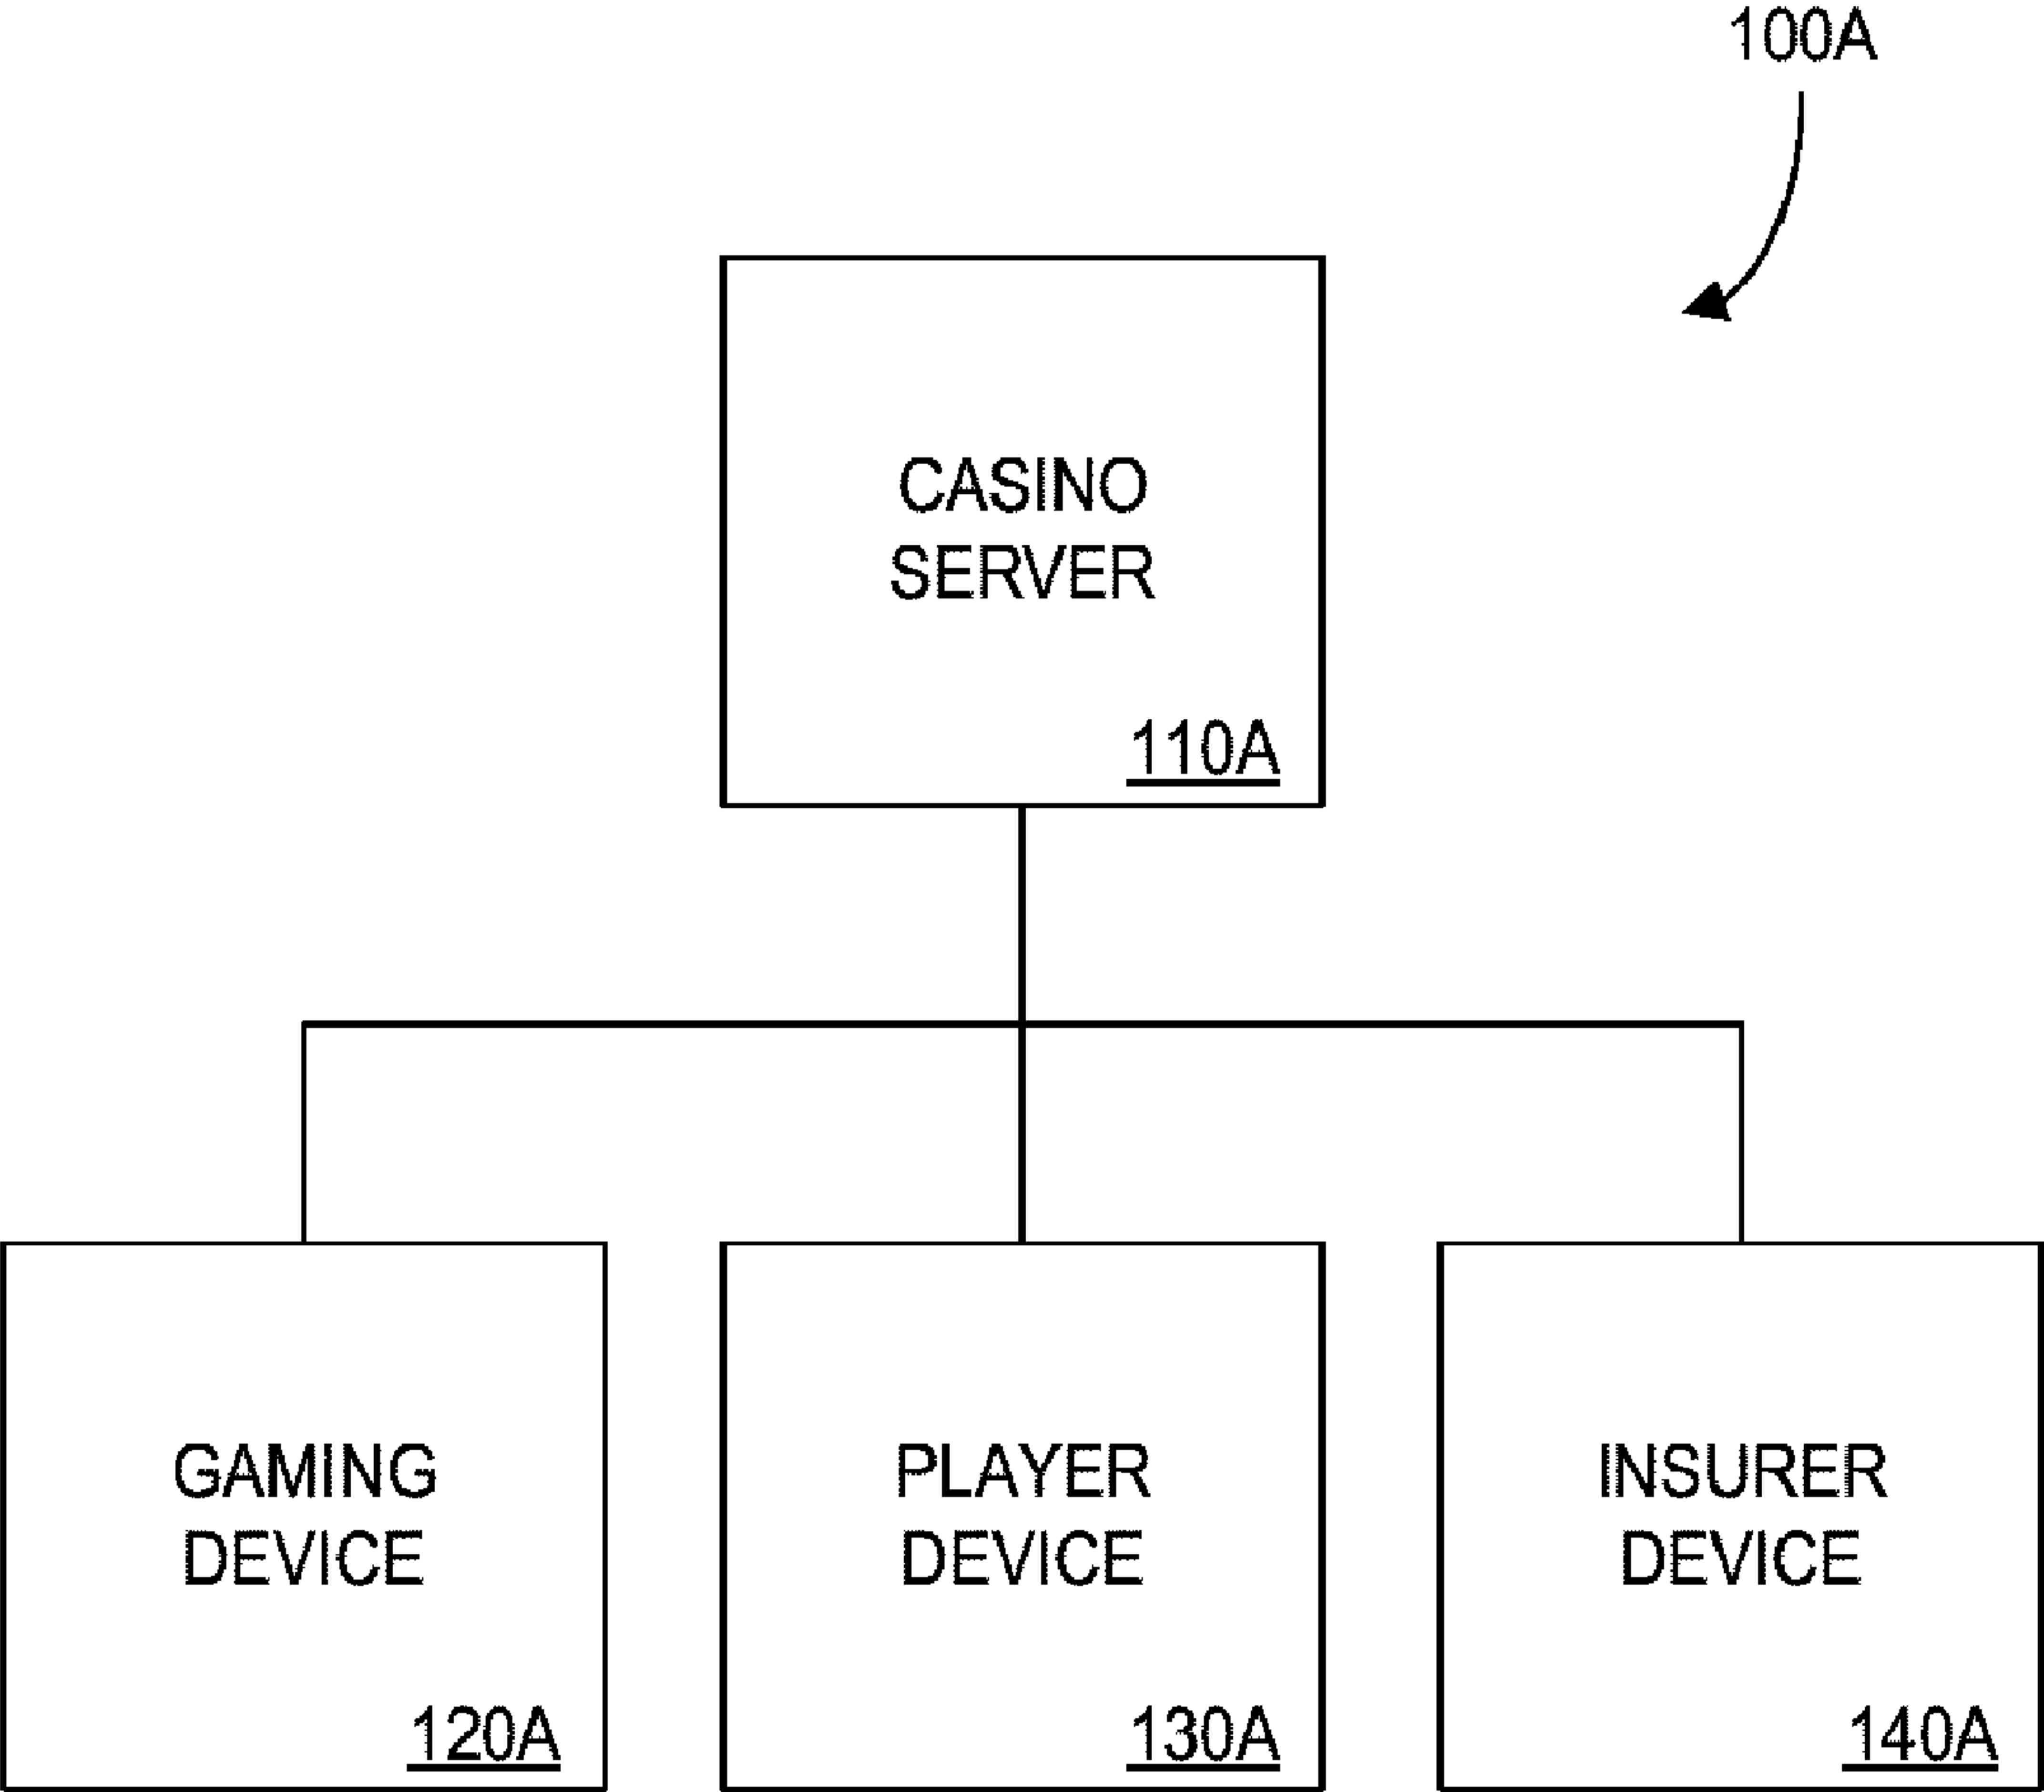 100A
CASINO
SERVER
110A
GAMING
DEVICE
120A
PLAYER
DEVICE
130A
INSURER
DEVICE
140A